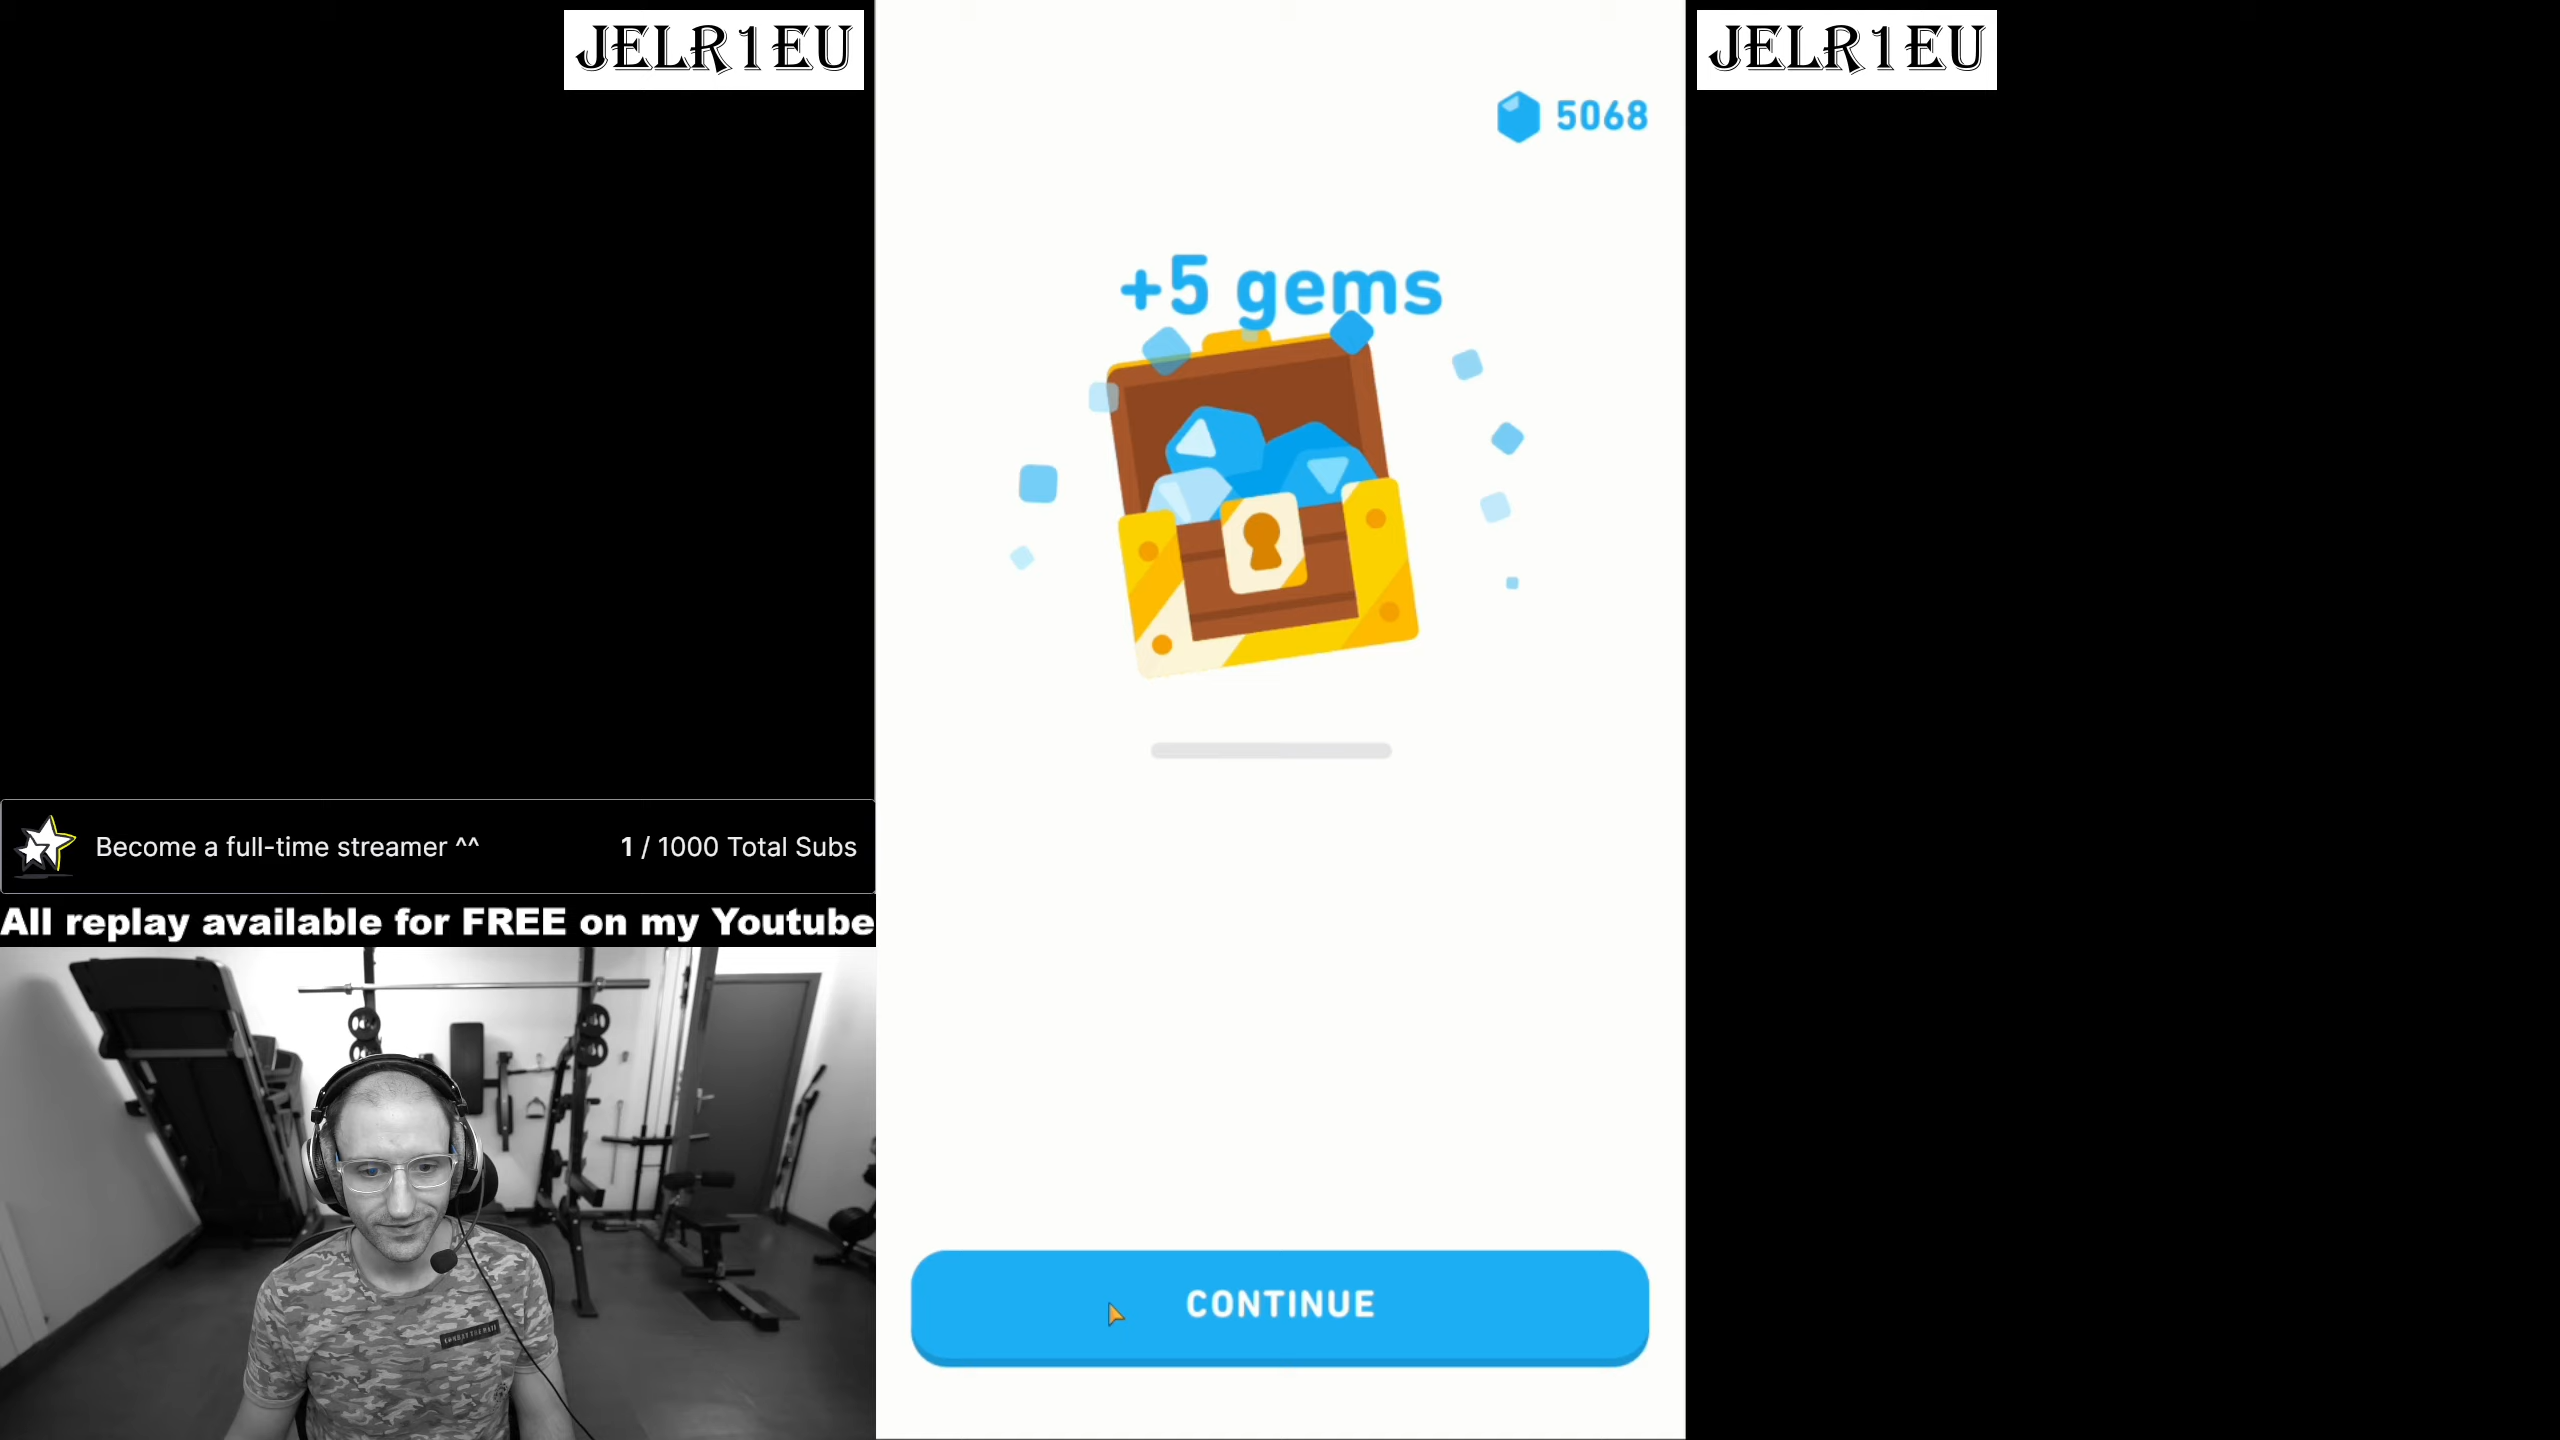 JELR1EU
JELR1EU
5068
+5 gems
Become a full-time streamer ^^
1 / 1000 Total Subs
All replay available for FREE on my Youtube
CONTINUE